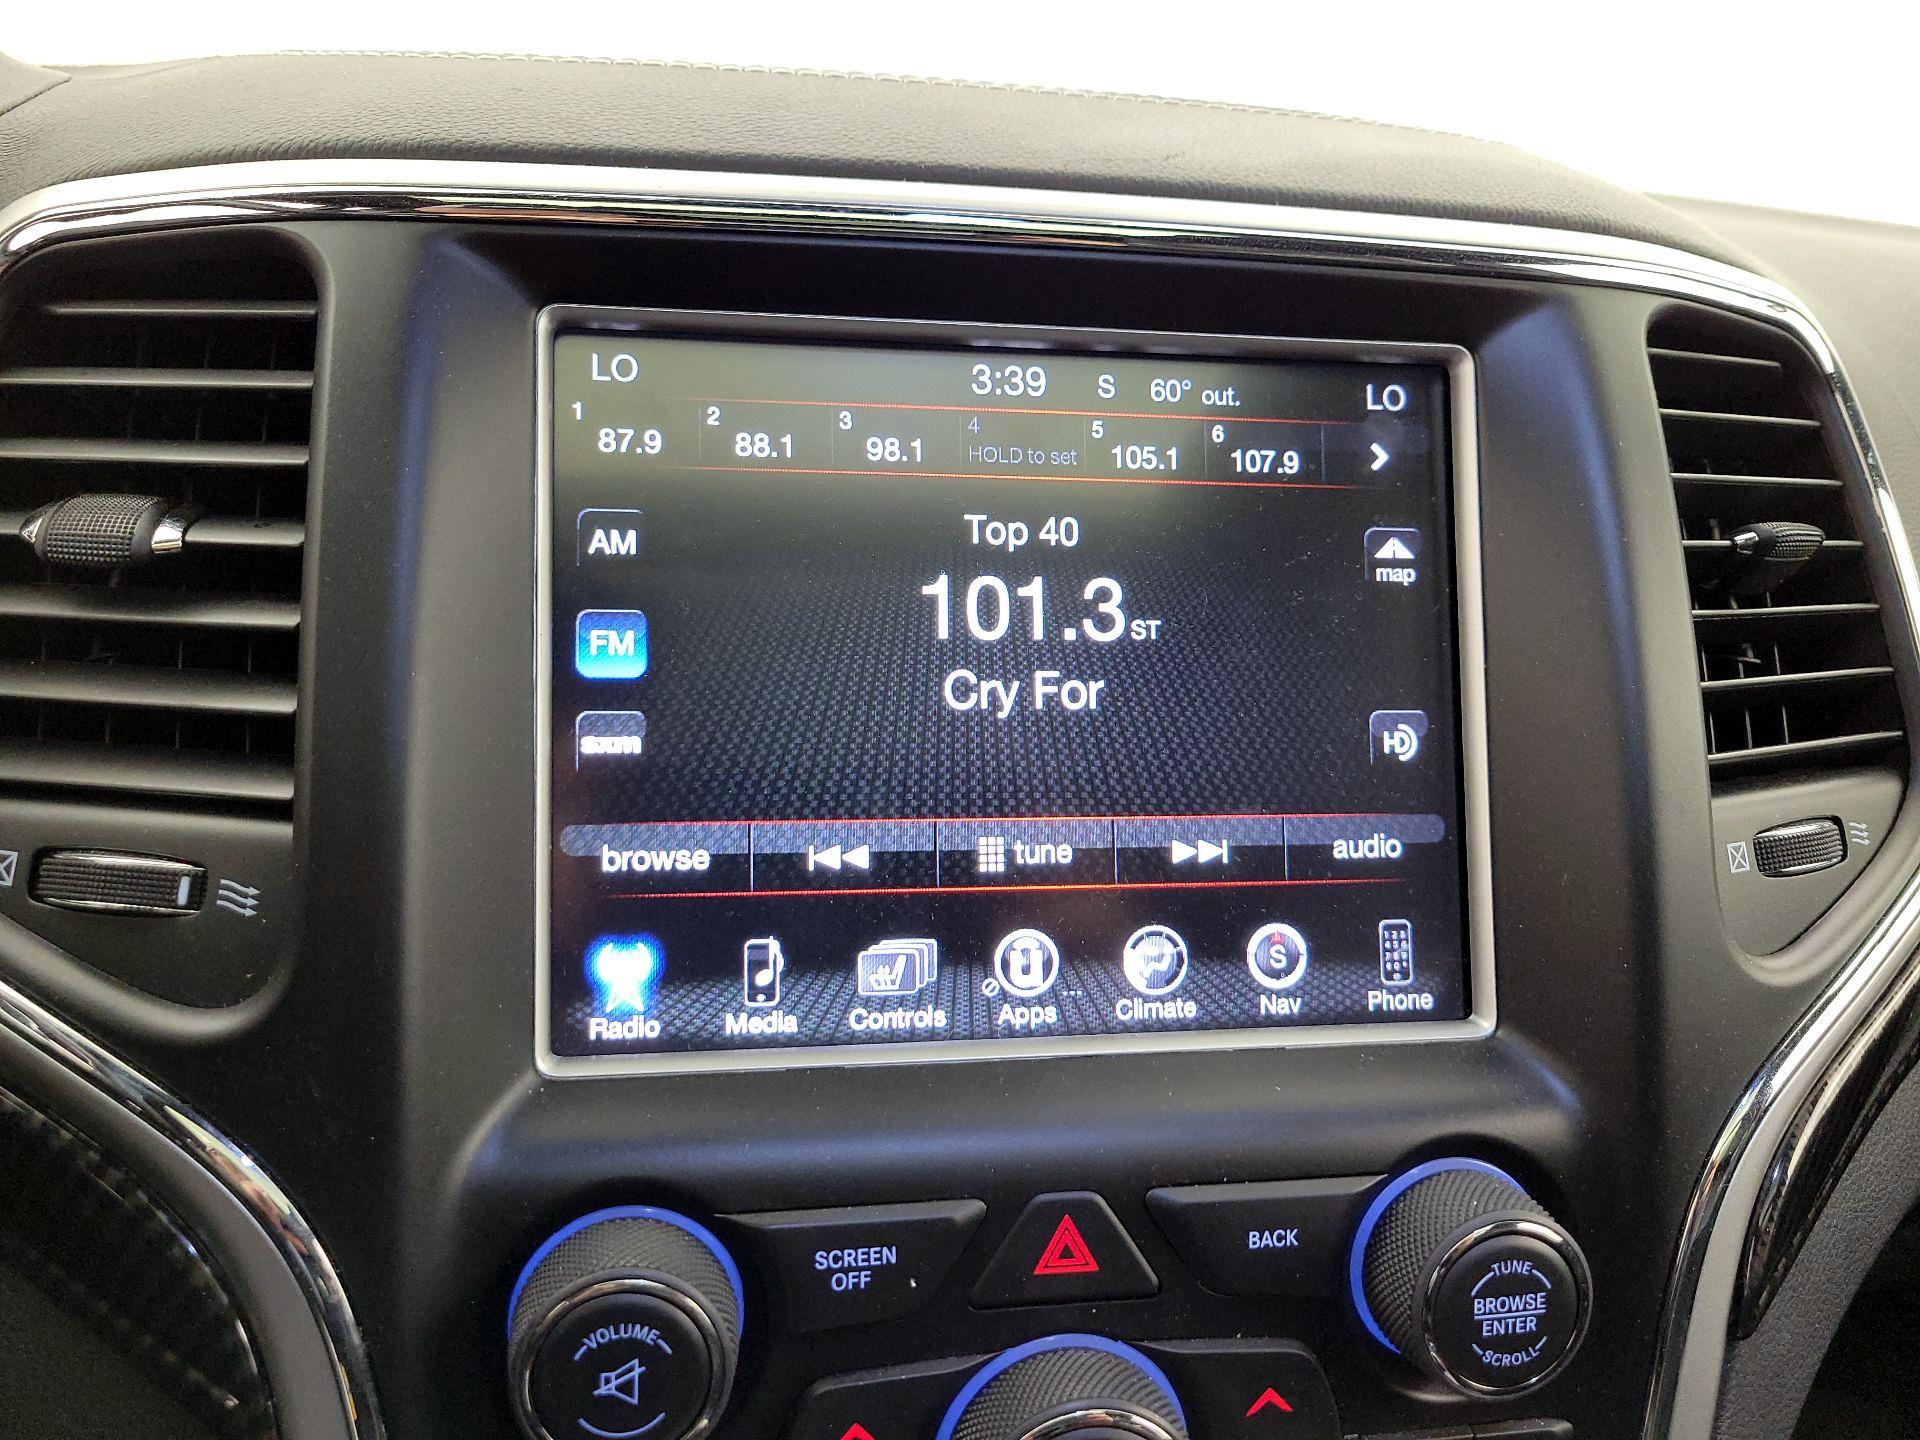 LO 3:39 S 60° out. LO
1 87.9 2 88.1 3 98.1 4 HOLD to set 5 105.1 6 107.9
AM
Top 40
map
101.3 ST
FM
Cry For
sxm
HD
browse tune audio
Radio Media Controls Apps Climate Nav Phone
S
SCREEN
OFF
BACK
VOLUME
TUNE
BROWSE
ENTER
SCROLL